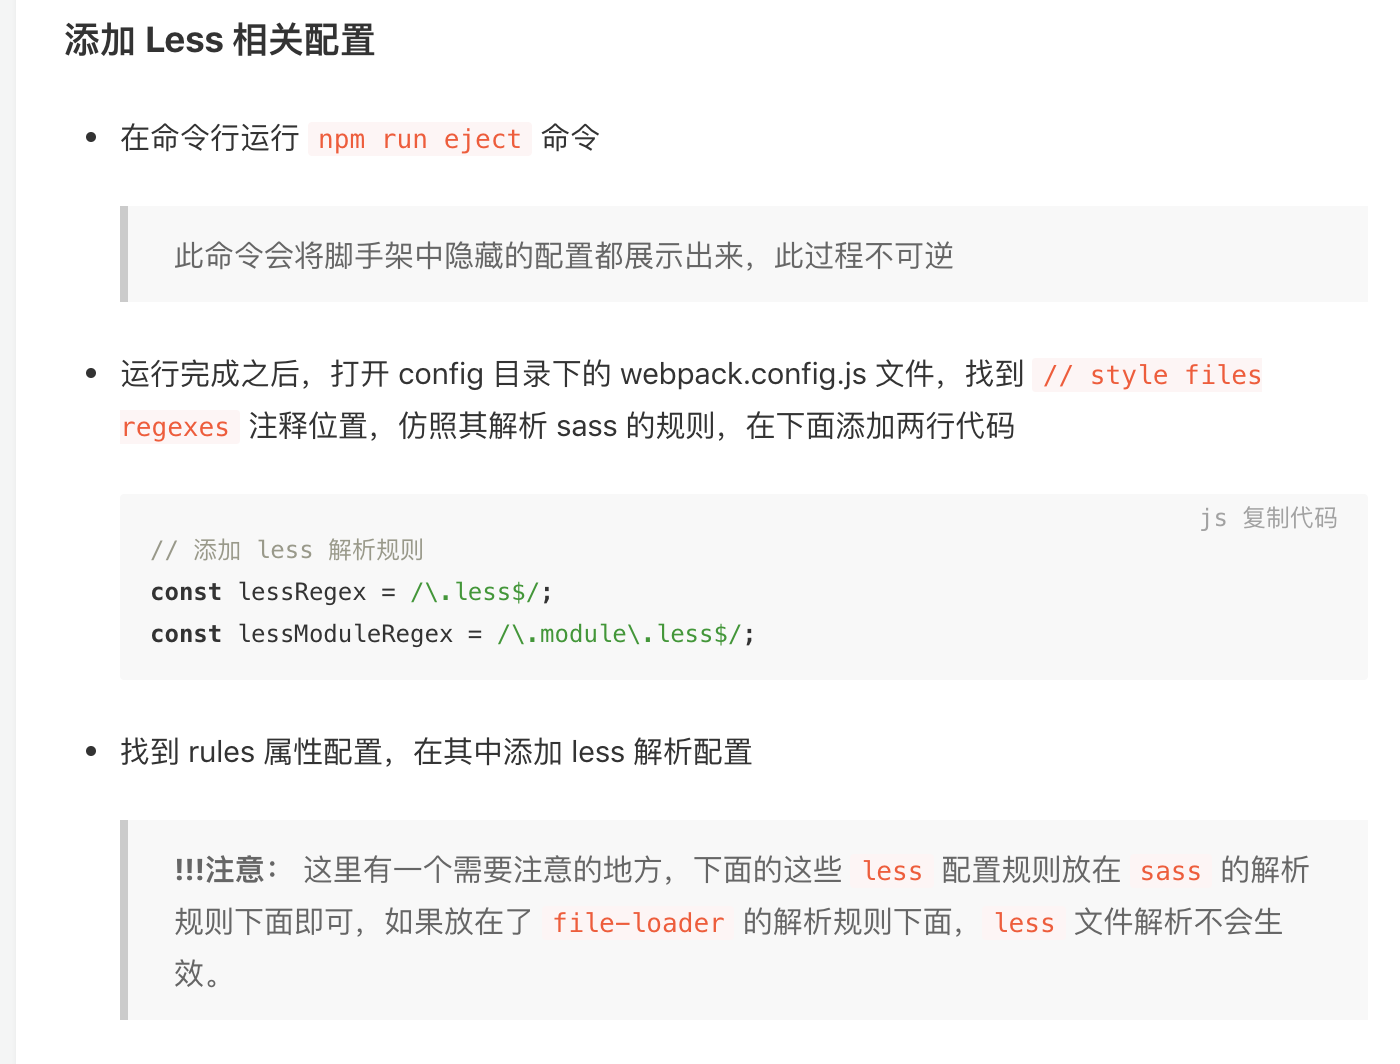 添加 Less 相关配置
在命令行运行 npm run eject 命令
此命令会将脚手架中隐藏的配置都展示出来，此过程不可逆
运行完成之后，打开 config 目录下的 webpack.config.js 文件，找到 // style files
regexes 注释位置，仿照其解析 sass 的规则，在下面添加两行代码
js 复制代码
// 添加 less 解析规则
const lessRegex = /\.less$/;
const lessModuleRegex = /\.module\.less$/;
找到 rules 属性配置，在其中添加 less 解析配置
!!!注意： 这里有一个需要注意的地方，下面的这些 less 配置规则放在 sass 的解析
规则下面即可，如果放在了 file-loader 的解析规则下面， less 文件解析不会生
效。